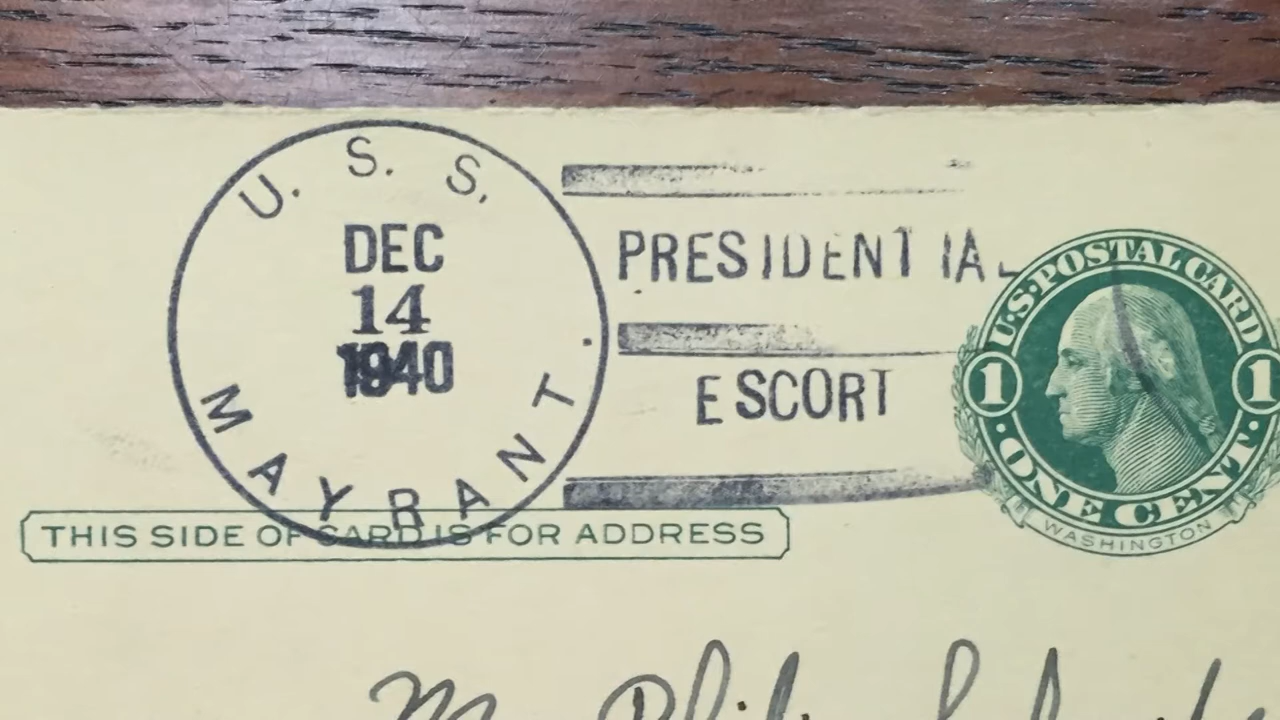 U. S. S.
DEC
14
1940
MAYRANT.
PRESIDENTIAL
ESCORT
U·S·POSTAL CARD
1 1
·ONE CENT·
WASHINGTON
THIS SIDE OF CARD IS FOR ADDRESS